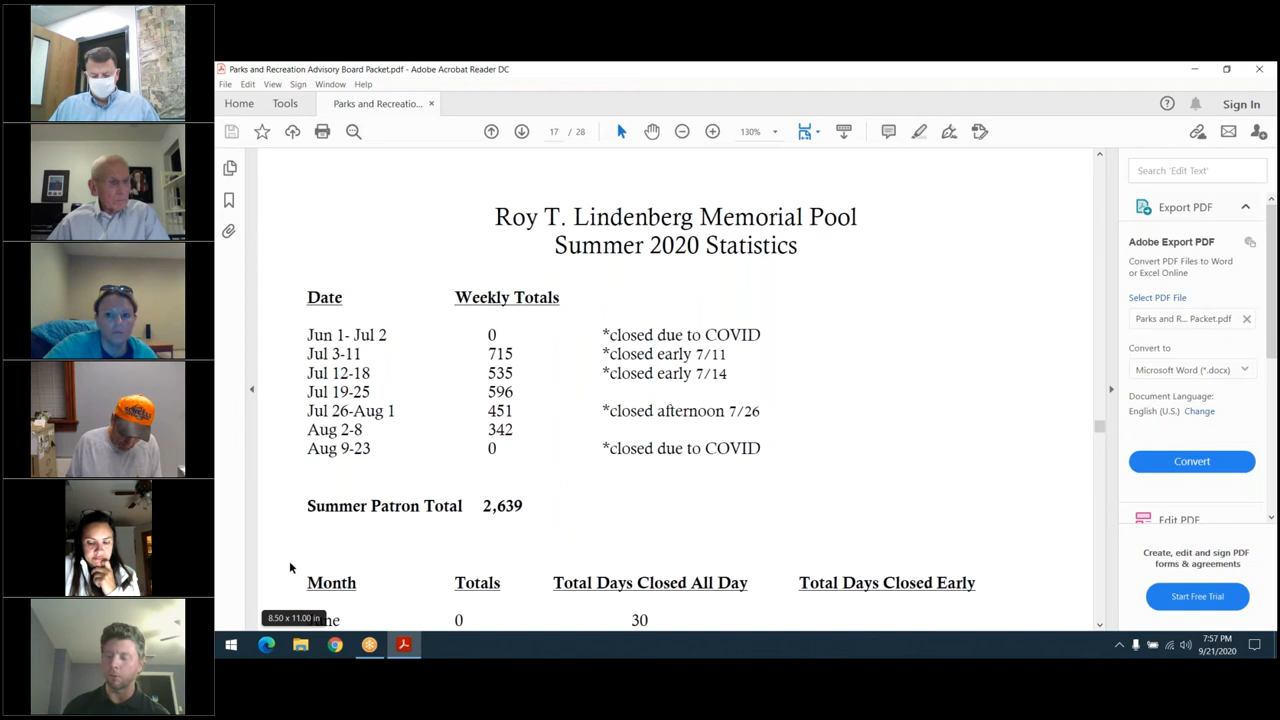 Parks and Recreation Advisory Board Packet.pdf - Adobe Acrobat Reader DC
File Edit View Sign Window Help
Home Tools Parks and Recreatio... × Sign In
17 / 28 130%
Search 'Edit Text'
Roy T. Lindenberg Memorial Pool
Summer 2020 Statistics
Date Weekly Totals
Jun 1- Jul 2 0 *closed due to COVID
Jul 3-11 715 *closed early 7/11
Jul 12-18 535 *closed early 7/14
Jul 19-25 596
Jul 26-Aug 1 451 *closed afternoon 7/26
Aug 2-8 342
Aug 9-23 0 *closed due to COVID
Summer Patron Total 2,639
Month Totals Total Days Closed All Day Total Days Closed Early
8.50 x 11.00 in
0 30
Export PDF
Adobe Export PDF
Convert PDF Files to Word
or Excel Online
Select PDF File
Parks and R... Packet.pdf ×
Convert to
Microsoft Word (*.docx)
Document Language:
English (U.S.) Change
Convert
Edit PDF
Create, edit and sign PDF
forms & agreements
Start Free Trial
7:57 PM
9/21/2020